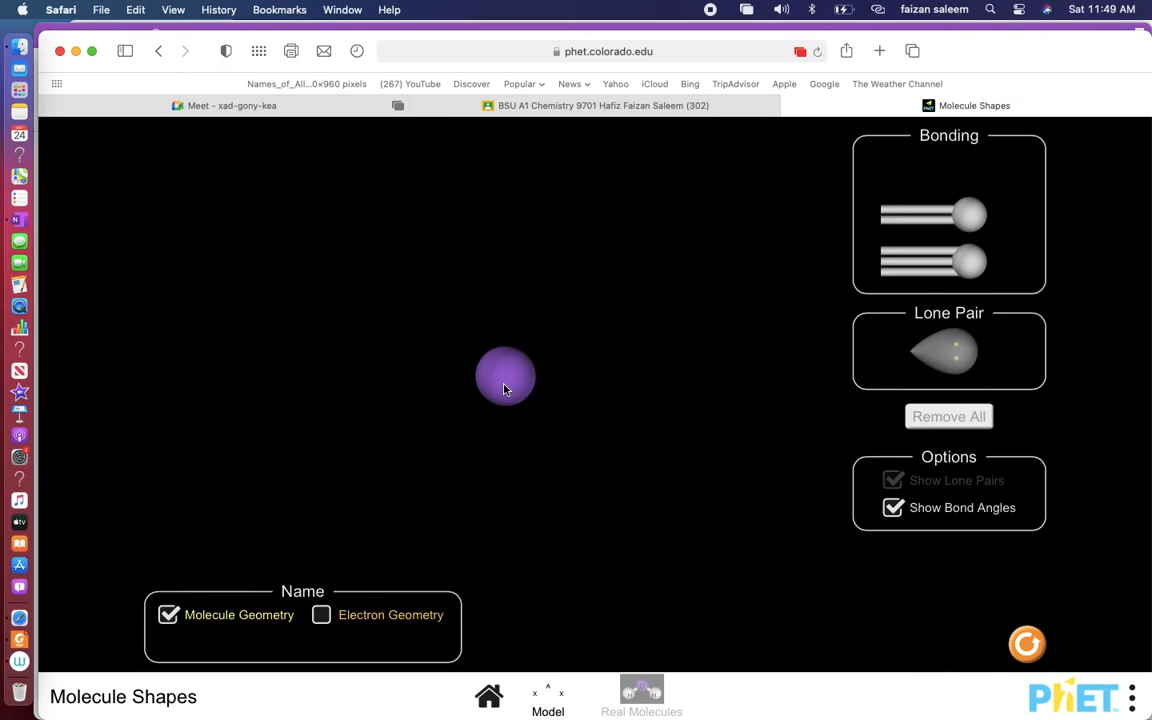 Safari File Edit View History Bookmarks Window Help faizan saleem Sat 11:49 AM
phet.colorado.edu
Names_of_All...0×960 pixels (267) YouTube Discover Popular News Yahoo iCloud Bing TripAdvisor Apple Google The Weather Channel
Meet - xad-gony-kea BSU A1 Chemistry 9701 Hafiz Faizan Saleem (302) Molecule Shapes
Bonding
Lone Pair
Remove All
Options
Show Lone Pairs
Show Bond Angles
Name
Molecule Geometry Electron Geometry
x A x
H H
Molecule Shapes Model Real Molecules PhET